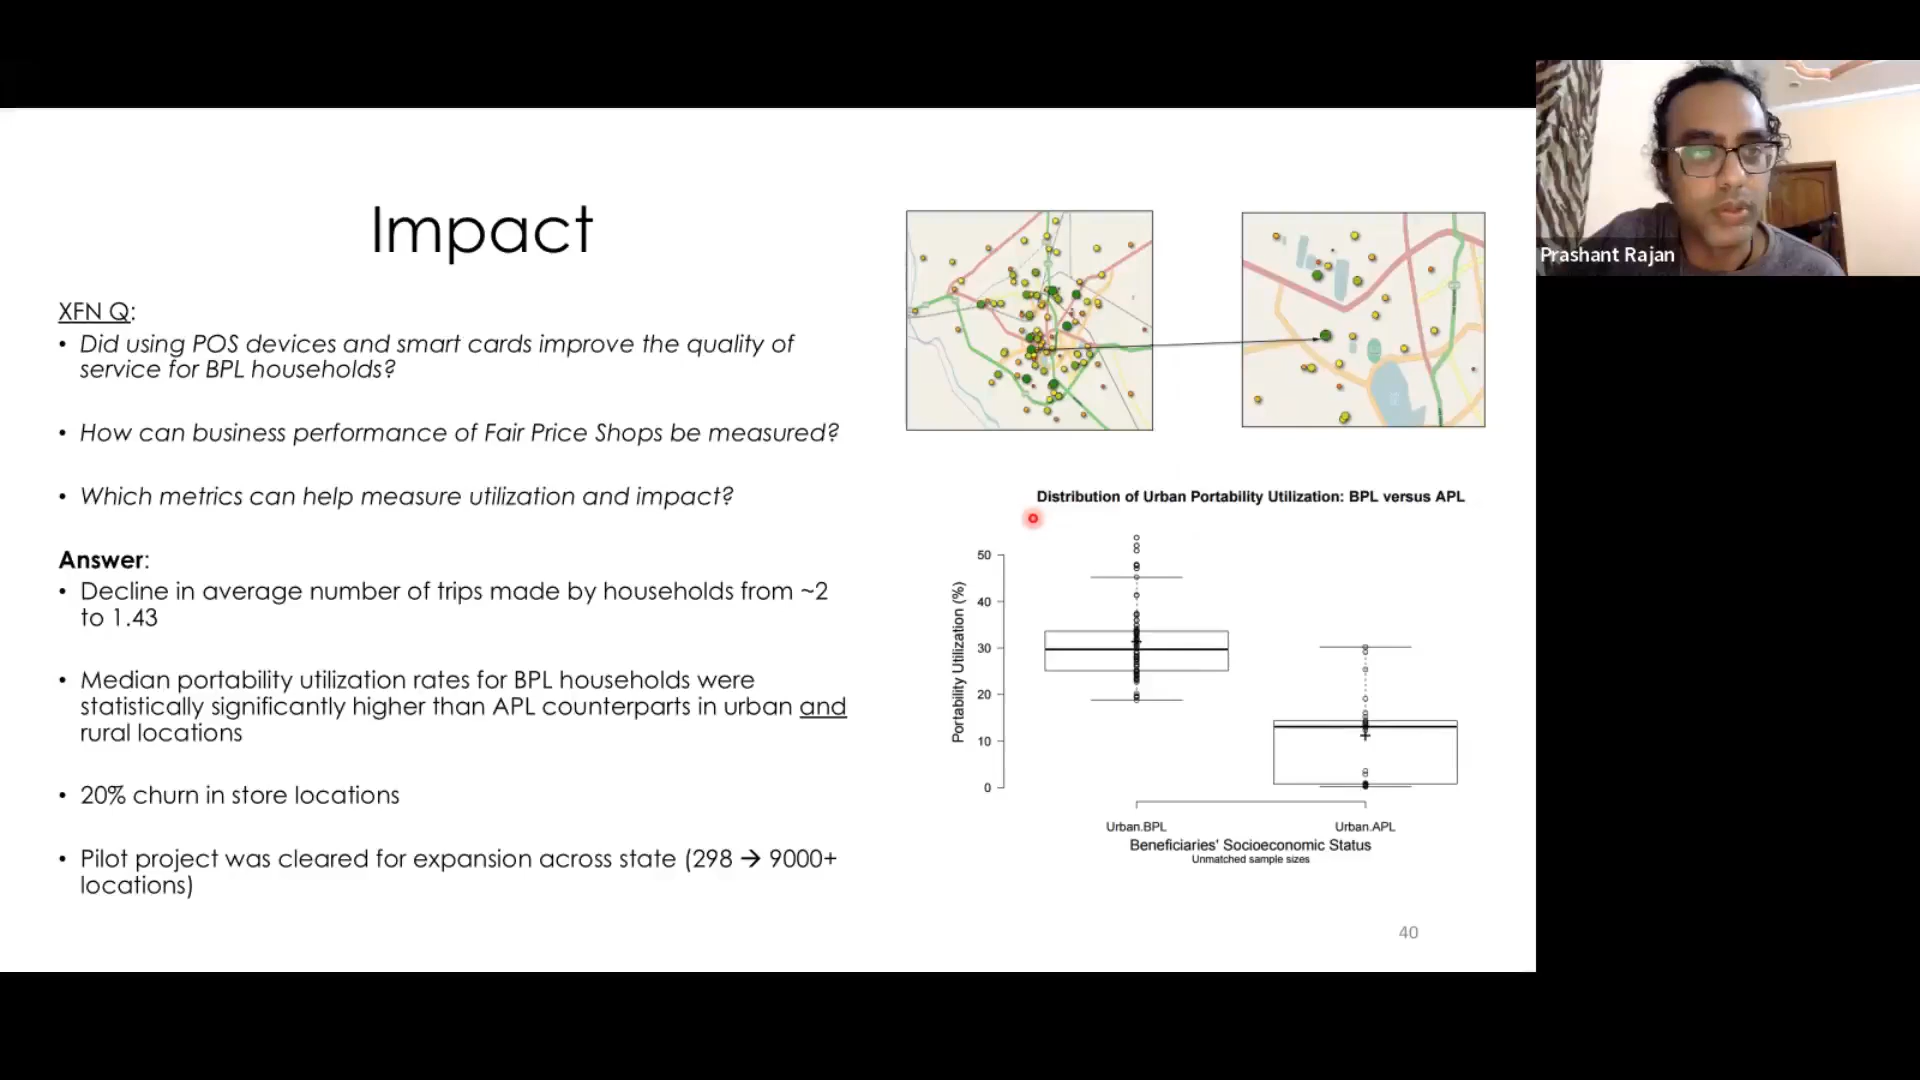 Impact
XFN Q:
• Did using POS devices and smart cards improve the quality of
service for BPL households?
• How can business performance of Fair Price Shops be measured?
• Which metrics can help measure utilization and impact?
Answer:
• Decline in average number of trips made by households from ~2
to 1.43
• Median portability utilization rates for BPL households were
statistically significantly higher than APL counterparts in urban and
rural locations
• 20% churn in store locations
• Pilot project was cleared for expansion across state (298 → 9000+
locations)
Distribution of Urban Portability Utilization: BPL versus APL
Portability Utilization (%)
50
40
30
20
10
0
Urban.BPL
Urban.APL
Beneficiaries' Socioeconomic Status
Unmatched sample sizes
40
Prashant Rajan